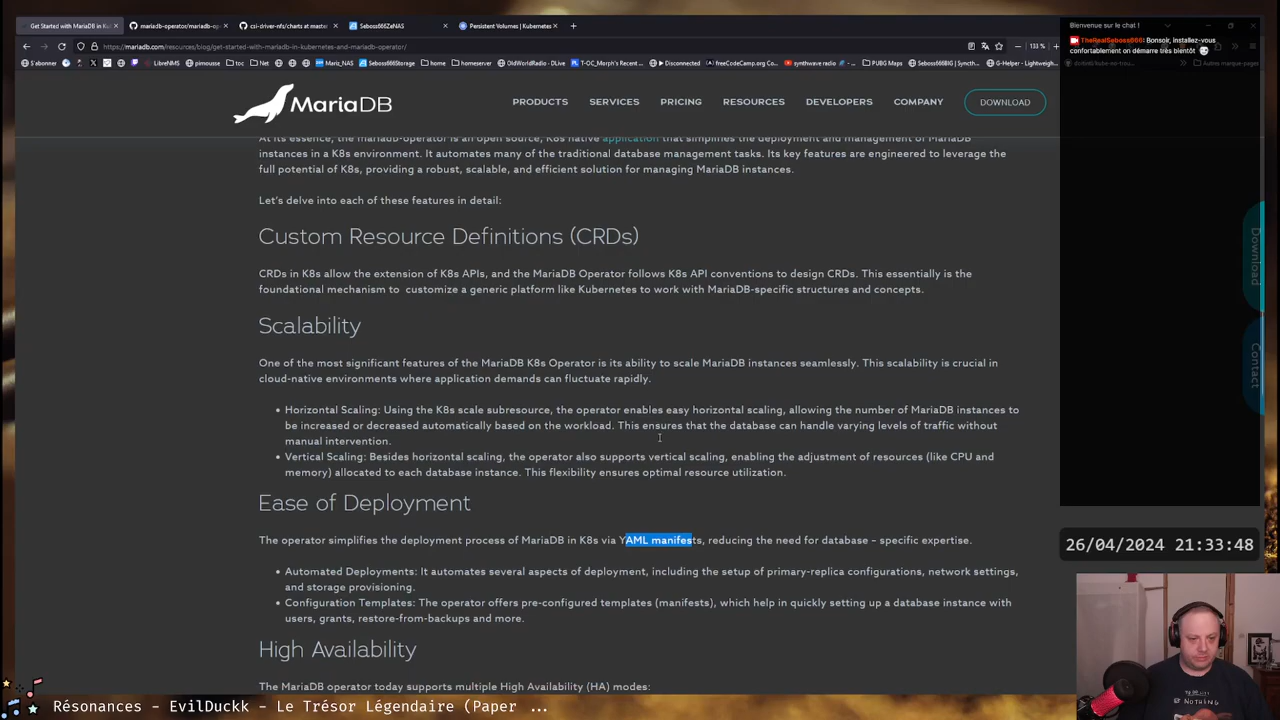 Get Started with MariaDB in K
mariadb-operator/mariadb-op
csi-driver-nfs/charts at master
Seboss666ZeNAS
Persistent Volumes | Kubernetes
https://mariadb.com/resources/blog/get-started-with-mariadb-in-kubernetes-and-mariadb-operator/
133 %
S'abonner
LibreNMS
pimousse
toc
Net
Mariz_NAS
Seboss666Storage
home
homeserver
OldWorldRadio - DLive
T-OC_Morph's Recent ...
Disconnected
freeCodeCamp.org Co...
synthwave radio
PUBG Maps
Seboss666BIG | Synth...
G-Helper - Lightweigh...
Autres marque-pages
MariaDB
PRODUCTS
SERVICES
PRICING
RESOURCES
DEVELOPERS
COMPANY
DOWNLOAD
At its essence, the mariadb-operator is an open source, K8s native application that simplifies the deployment and management of MariaDB
instances in a K8s environment. It automates many of the traditional database management tasks. Its key features are engineered to leverage the
full potential of K8s, providing a robust, scalable, and efficient solution for managing MariaDB instances.
Let's delve into each of these features in detail:
Custom Resource Definitions (CRDs)
CRDs in K8s allow the extension of K8s APIs, and the MariaDB Operator follows K8s API conventions to design CRDs. This essentially is the
foundational mechanism to customize a generic platform like Kubernetes to work with MariaDB-specific structures and concepts.
Scalability
One of the most significant features of the MariaDB K8s Operator is its ability to scale MariaDB instances seamlessly. This scalability is crucial in
cloud-native environments where application demands can fluctuate rapidly.
• Horizontal Scaling: Using the K8s scale subresource, the operator enables easy horizontal scaling, allowing the number of MariaDB instances to
be increased or decreased automatically based on the workload. This ensures that the database can handle varying levels of traffic without
manual intervention.
• Vertical Scaling: Besides horizontal scaling, the operator also supports vertical scaling, enabling the adjustment of resources (like CPU and
memory) allocated to each database instance. This flexibility ensures optimal resource utilization.
Ease of Deployment
The operator simplifies the deployment process of MariaDB in K8s via YAML manifests, reducing the need for database – specific expertise.
• Automated Deployments: It automates several aspects of deployment, including the setup of primary-replica configurations, network settings,
and storage provisioning.
• Configuration Templates: The operator offers pre-configured templates (manifests), which help in quickly setting up a database instance with
users, grants, restore-from-backups and more.
High Availability
The MariaDB operator today supports multiple High Availability (HA) modes:
Download
Contact
Bienvenue sur le chat !
TheRealSeboss666: Bonsoir, installez-vous
confortablement on démarre très bientôt
26/04/2024 21:33:48
Résonances - EvilDuckk - Le Trésor Légendaire (Paper ...